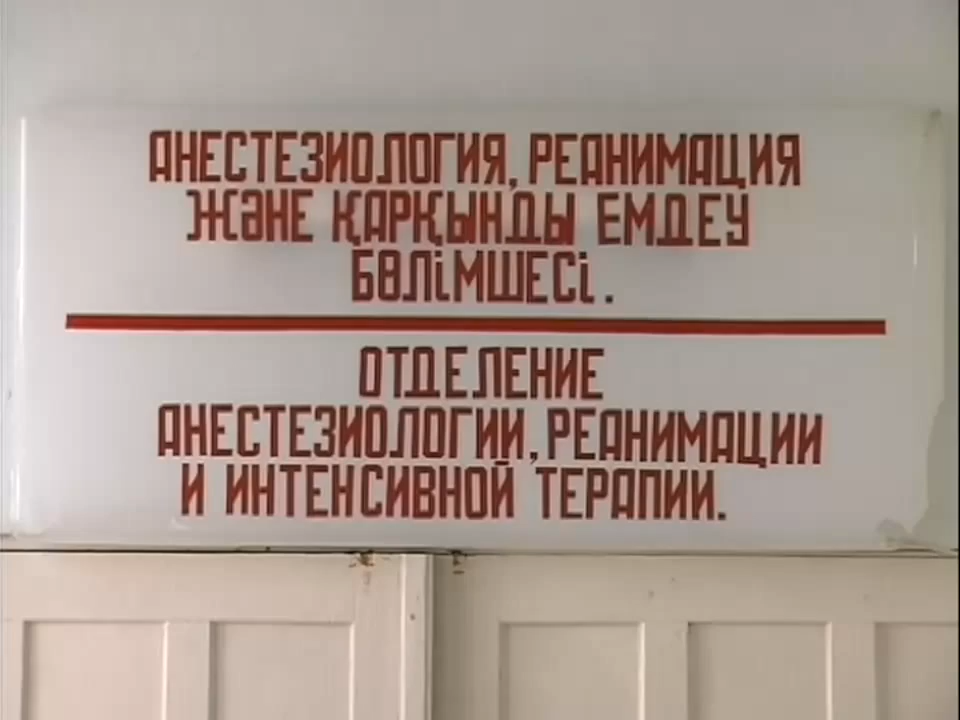 АНЕСТЕЗИОЛОГИЯ, РЕАНИМАЦИЯ
ЖӘНЕ ҚАРҚЫНДЫ ЕМДЕУ
БӨЛІМШЕСІ.
ОТДЕЛЕНИЕ
АНЕСТЕЗИОЛОГИИ, РЕАНИМАЦИИ
И ИНТЕНСИВНОЙ ТЕРАПИИ.